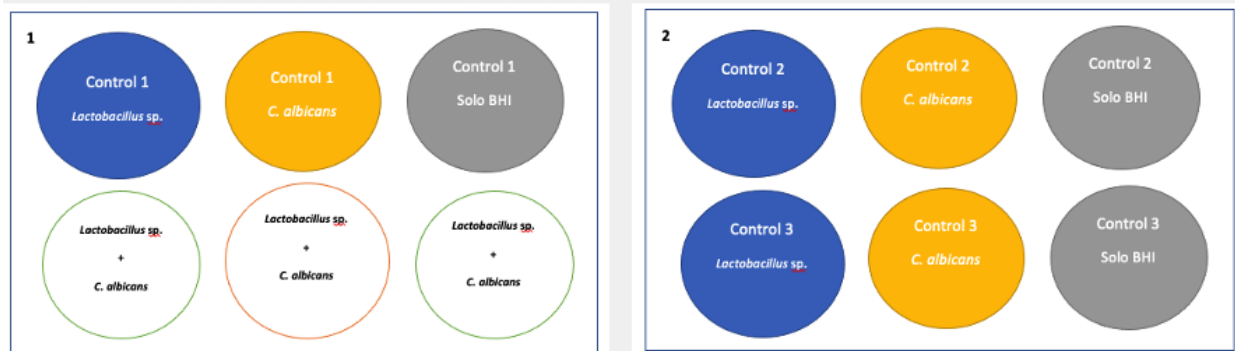 1
Control 1
Lactobacillus sp.
Control 1
C. albicans
Control 1
Solo BHI
Lactobacillus sp.
+
C. albicans
Lactobacillus sp.
+
C. albicans
Lactobacillus sp.
+
C. albicans
2
Control 2
Lactobacillus sp.
Control 2
C. albicans
Control 2
Solo BHI
Control 3
Lactobacillus sp.
Control 3
C. albicans
Control 3
Solo BHI